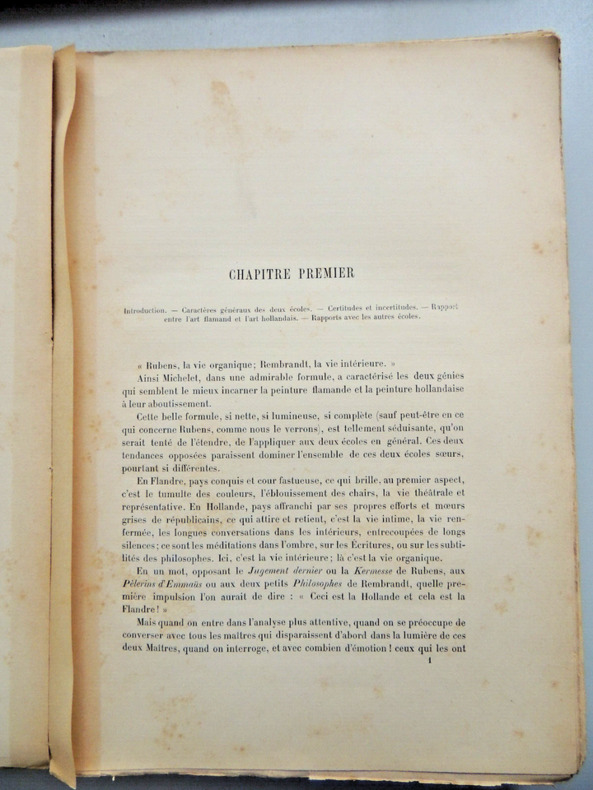 CHAPITRE PREMIER
Introduction. — Caractères généraux des deux écoles. — Certitudes et incertitudes. — Rapport
entre l'art flamand et l'art hollandais. — Rapports avec les autres écoles.
« Rubens, la vie organique; Rembrandt, la vie intérieure. »
Ainsi Michelet, dans une admirable formule, a caractérisé les deux génies
qui semblent le mieux incarner la peinture flamande et la peinture hollandaise
à leur aboutissement.
Cette belle formule, si nette, si lumineuse, si complète (sauf peut-être en ce
qui concerne Rubens, comme nous le verrons), est tellement séduisante, qu'on
serait tenté de l'étendre, de l'appliquer aux deux écoles en général. Ces deux
tendances opposées paraissent dominer l'ensemble de ces deux écoles sœurs,
pourtant si différentes.
En Flandre, pays conquis et cour fastueuse, ce qui brille, au premier aspect,
c'est le tumulte des couleurs, l'éblouissement des chairs, la vie théâtrale et
représentative. En Hollande, pays affranchi par ses propres efforts et mœurs
grises de républicains, ce qui attire et retient, c'est la vie intime, la vie ren-
fermée, les longues conversations dans les intérieurs, entrecoupées de longs
silences; ce sont les méditations dans l'ombre, sur les Écritures, ou sur les subti-
lités des philosophes. Ici, c'est la vie intérieure; là c'est la vie organique.
En un mot, opposant le Jugement dernier ou la Kermesse de Rubens, aux
Pèlerins d'Emmaüs ou aux deux petits Philosophes de Rembrandt, quelle pre-
mière impulsion l'on aurait de dire : « Ceci est la Hollande et cela est la
Flandre! »
Mais quand on entre dans l'analyse plus attentive, quand on se préoccupe de
converser avec tous les maîtres qui disparaissent d'abord dans la lumière de ces
deux Maîtres, quand on interroge, et avec combien d'émotion! ceux qui les ont
1